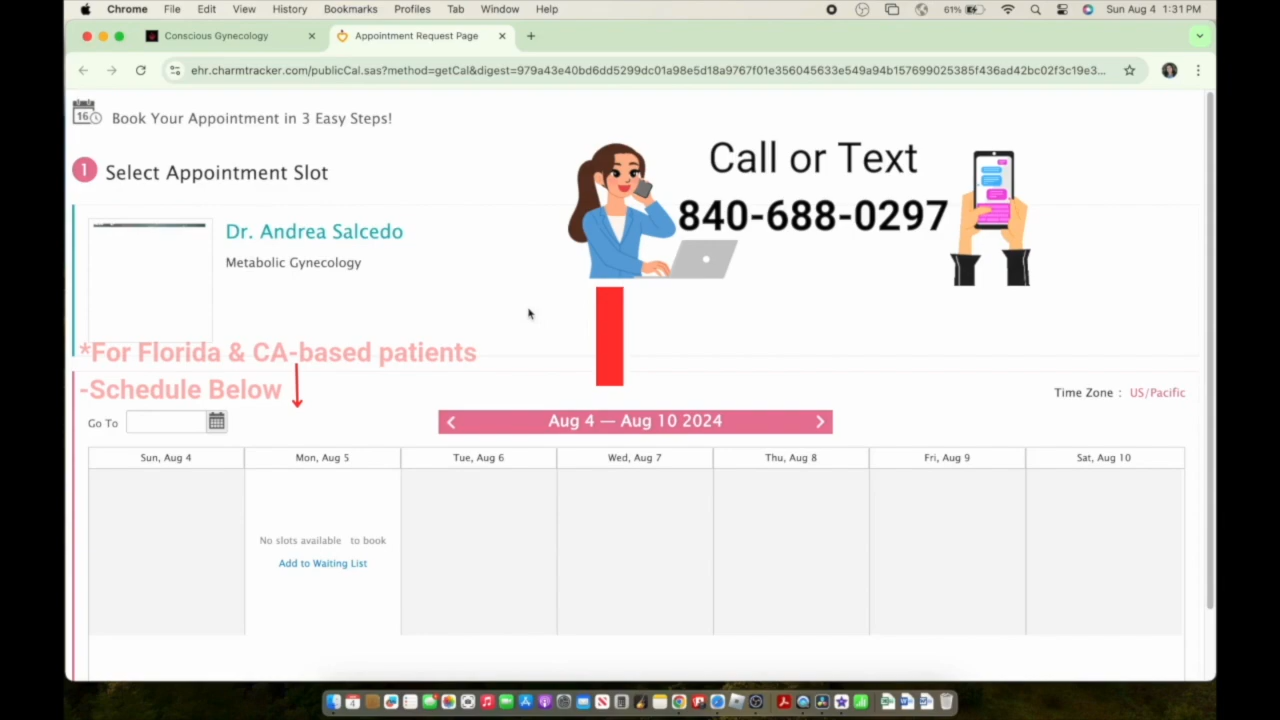 Chrome File Edit View History Bookmarks Profiles Tab Window Help 61% Sun Aug 4 1:31 PM
Conscious Gynecology
Appointment Request Page
ehr.charmtracker.com/publicCal.sas?method=getCal&digest=979a43e40bd6dd5299dc01a98e5d18a9767f01e356045633e549a94b157699025385f436ad42bc02f3c19e3...
16 Book Your Appointment in 3 Easy Steps!
1 Select Appointment Slot
Call or Text
840-688-0297
Dr. Andrea Salcedo
Metabolic Gynecology
*For Florida & CA-based patients
-Schedule Below
Time Zone : US/Pacific
Go To
Aug 4 — Aug 10 2024
Sun, Aug 4 Mon, Aug 5 Tue, Aug 6 Wed, Aug 7 Thu, Aug 8 Fri, Aug 9 Sat, Aug 10
No slots available to book
Add to Waiting List